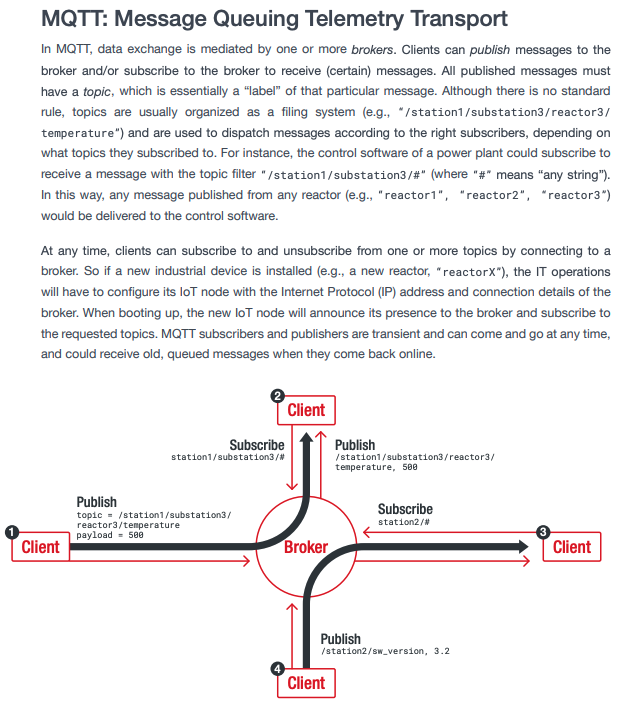 MQTT: Message Queuing Telemetry Transport
In MQTT, data exchange is mediated by one or more brokers. Clients can publish messages to the
broker and/or subscribe to the broker to receive (certain) messages. All published messages must
have a topic, which is essentially a “label” of that particular message. Although there is no standard
rule, topics are usually organized as a filing system (e.g., "/station1/substation3/reactor3/
temperature") and are used to dispatch messages according to the right subscribers, depending on
what topics they subscribed to. For instance, the control software of a power plant could subscribe to
receive a message with the topic filter "/station1/substation3/#" (where "#" means “any string”).
In this way, any message published from any reactor (e.g., "reactor1", "reactor2", "reactor3")
would be delivered to the control software.
At any time, clients can subscribe to and unsubscribe from one or more topics by connecting to a
broker. So if a new industrial device is installed (e.g., a new reactor, "reactorX"), the IT operations
will have to configure its IoT node with the Internet Protocol (IP) address and connection details of the
broker. When booting up, the new IoT node will announce its presence to the broker and subscribe to
the requested topics. MQTT subscribers and publishers are transient and can come and go at any time,
and could receive old, queued messages when they come back online.
2
Client
Subscribe
station1/substation3/#
Publish
/station1/substation3/reactor3/
temperature, 500
Publish
topic = /station1/substation3/
reactor3/temperature
payload = 500
Subscribe
station2/#
1
Client
Broker
3
Client
Publish
/station2/sw_version, 3.2
4
Client